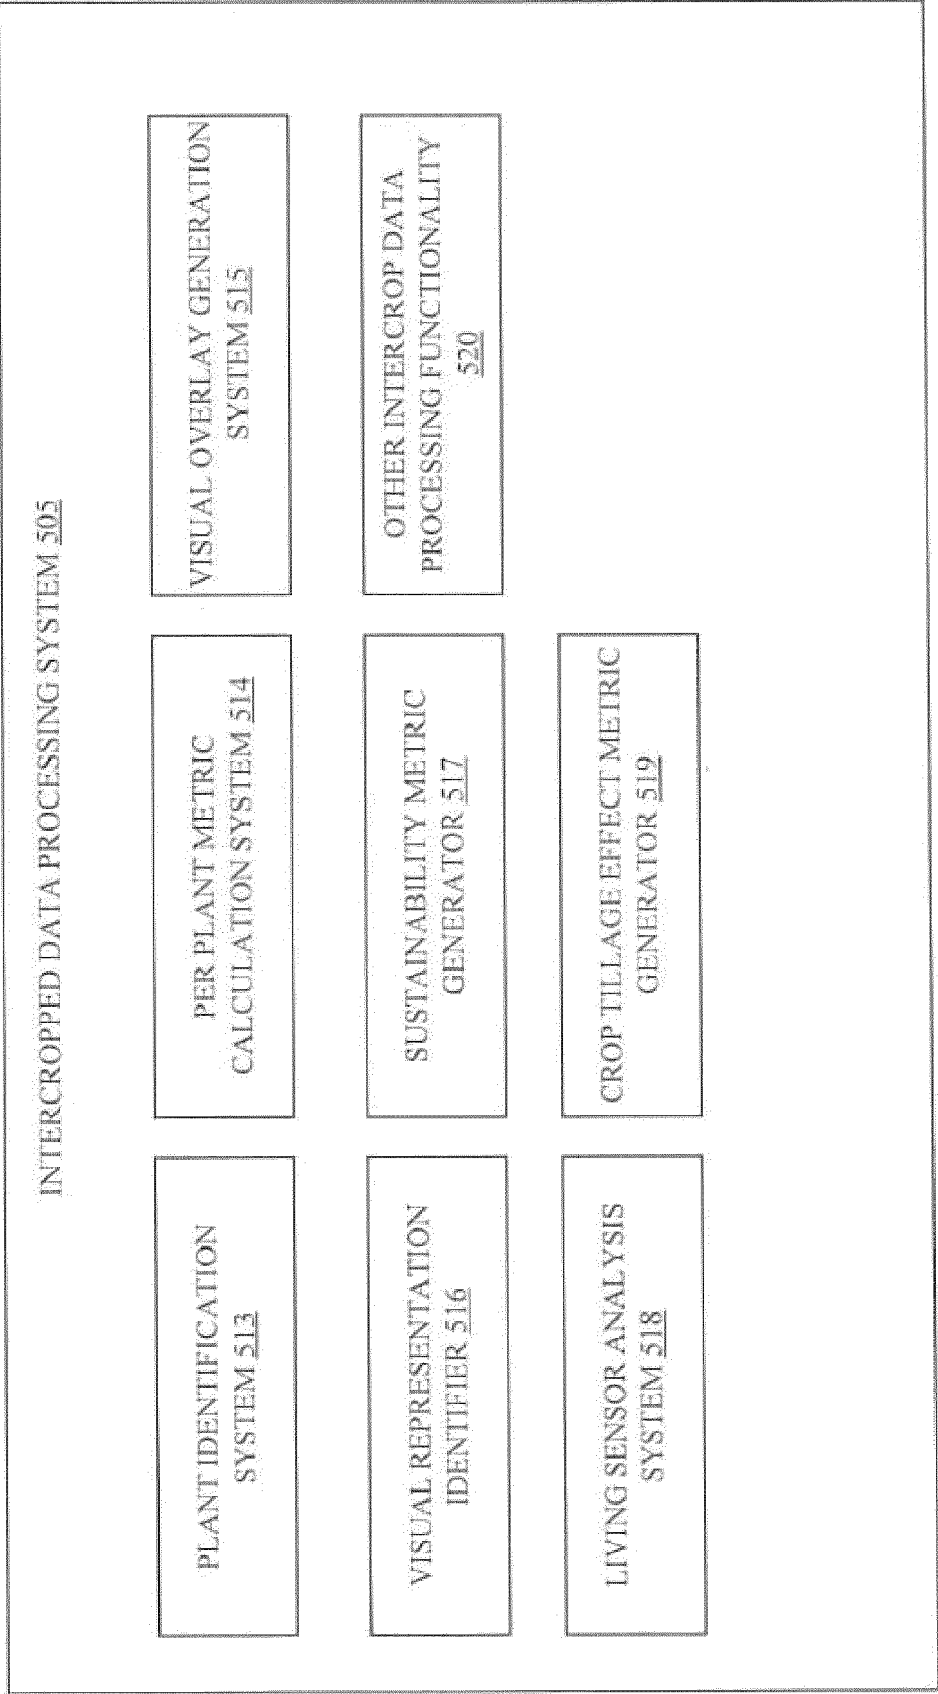 INTERCROPPED DATA PROCESSING SYSTEM 505
PLANT IDENTIFICATION
SYSTEM 513
PER PLANT METRIC
CALCULATION SYSTEM 514
VISUAL OVERLAY GENERATION
SYSTEM 515
VISUAL REPRESENTATION
IDENTIFIER 516
SUSTAINABILITY METRIC
GENERATOR 517
OTHER INTERCROP DATA
PROCESSING FUNCTIONALITY
520
LIVING SENSOR ANALYSIS
SYSTEM 518
CROP TILLAGE EFFECT METRIC
GENERATOR 519